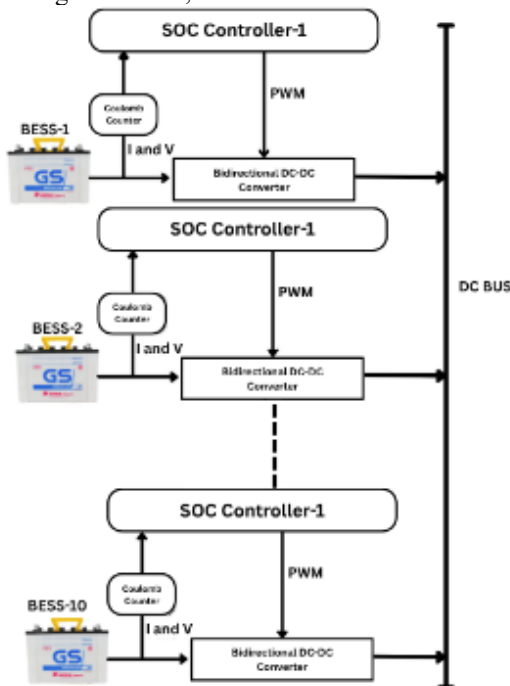 SOC Controller-1
PWM
Coulomb
Counter
BESS-1
I and V
GS
Bidirectional DC-DC
Converter
SOC Controller-1
DC BUS
PWM
Coulomb
Counter
BESS-2
I and V
GS
Bidirectional DC-DC
Converter
SOC Controller-1
PWM
Coulomb
Counter
BESS-10
I and V
GS
Bidirectional DC-DC
Converter